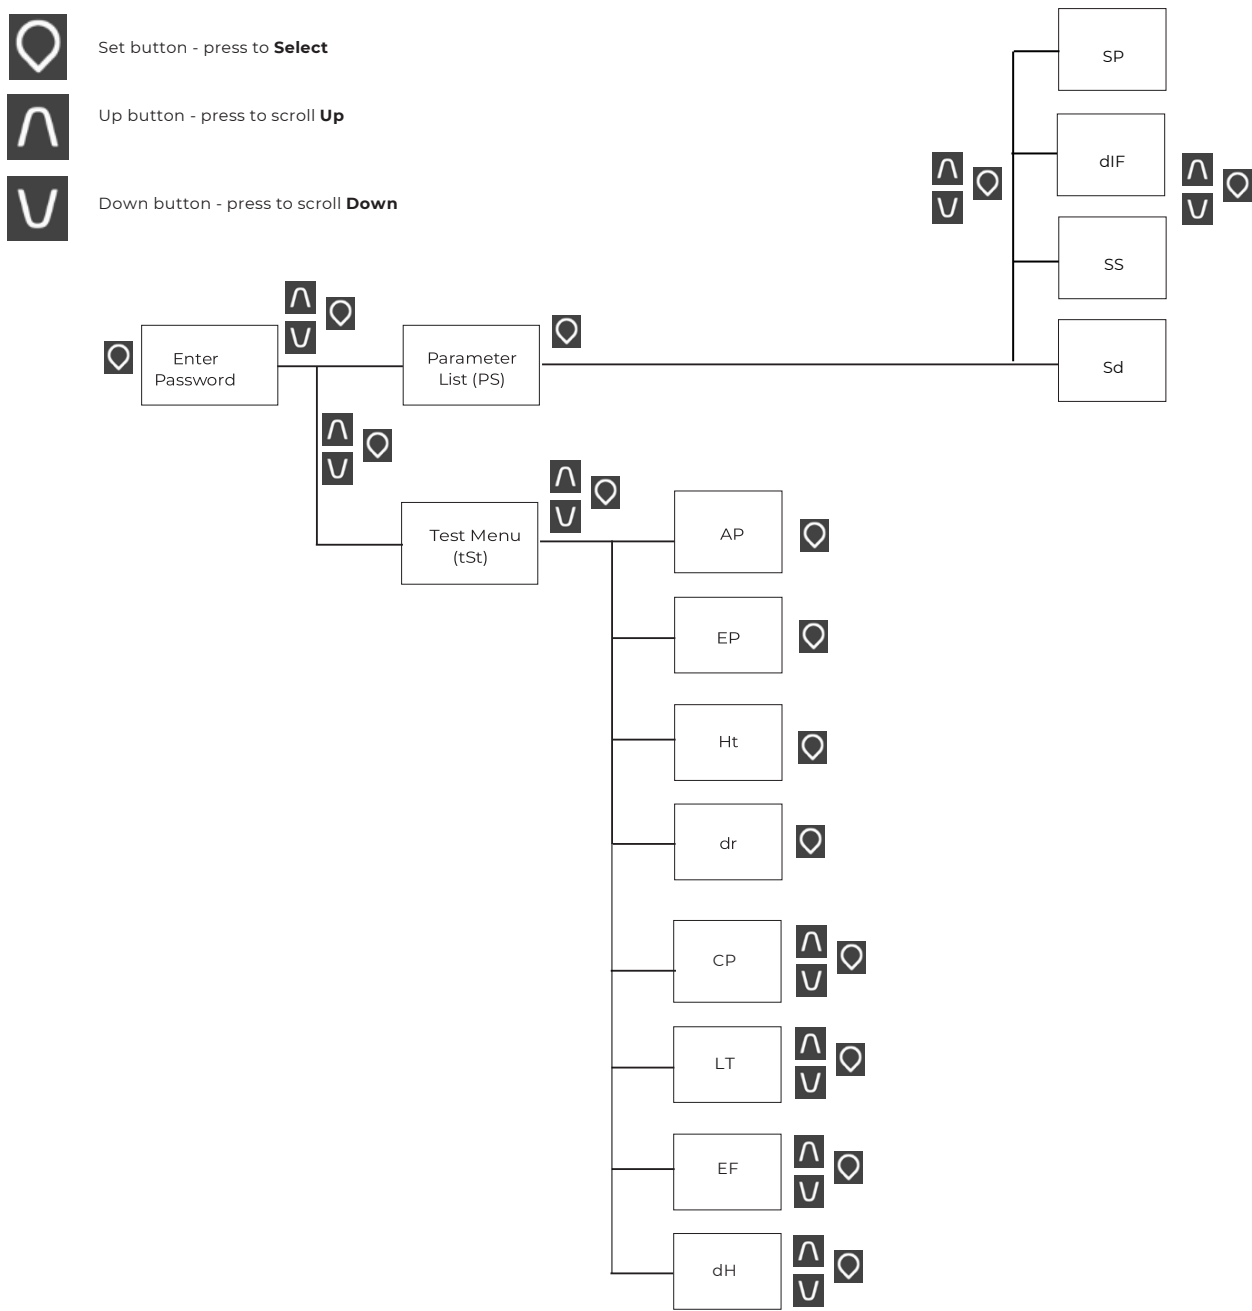 Set button - press to Select
Up button - press to scroll Up
Down button - press to scroll Down
SP
dIF
SS
Sd
Enter
Password
Parameter
List (PS)
Test Menu
(tSt)
AP
EP
Ht
dr
CP
LT
EF
dH